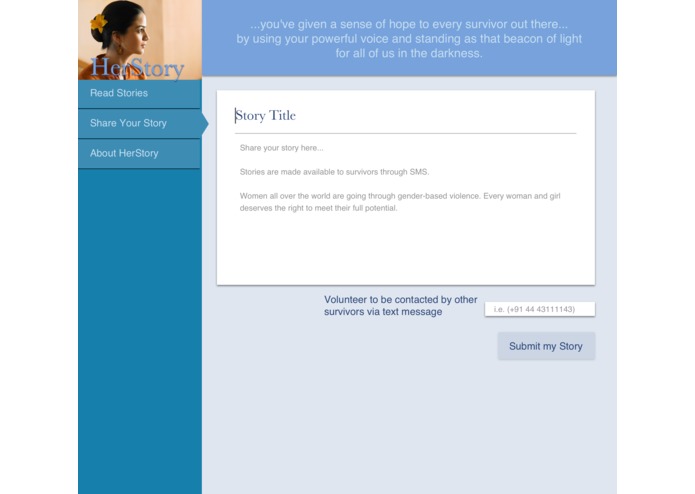 ...you've given a sense of hope to every survivor out there...
by using your powerful voice and standing as that beacon of light
for all of us in the darkness.
HerStory
Read Stories
Share Your Story
About HerStory
Story Title
Share your story here...
Stories are made available to survivors through SMS.
Women all over the world are going through gender-based violence. Every woman and girl
deserves the right to meet their full potential.
Volunteer to be contacted by other
survivors via text message
i.e. (+91 44 43111143)
Submit my Story